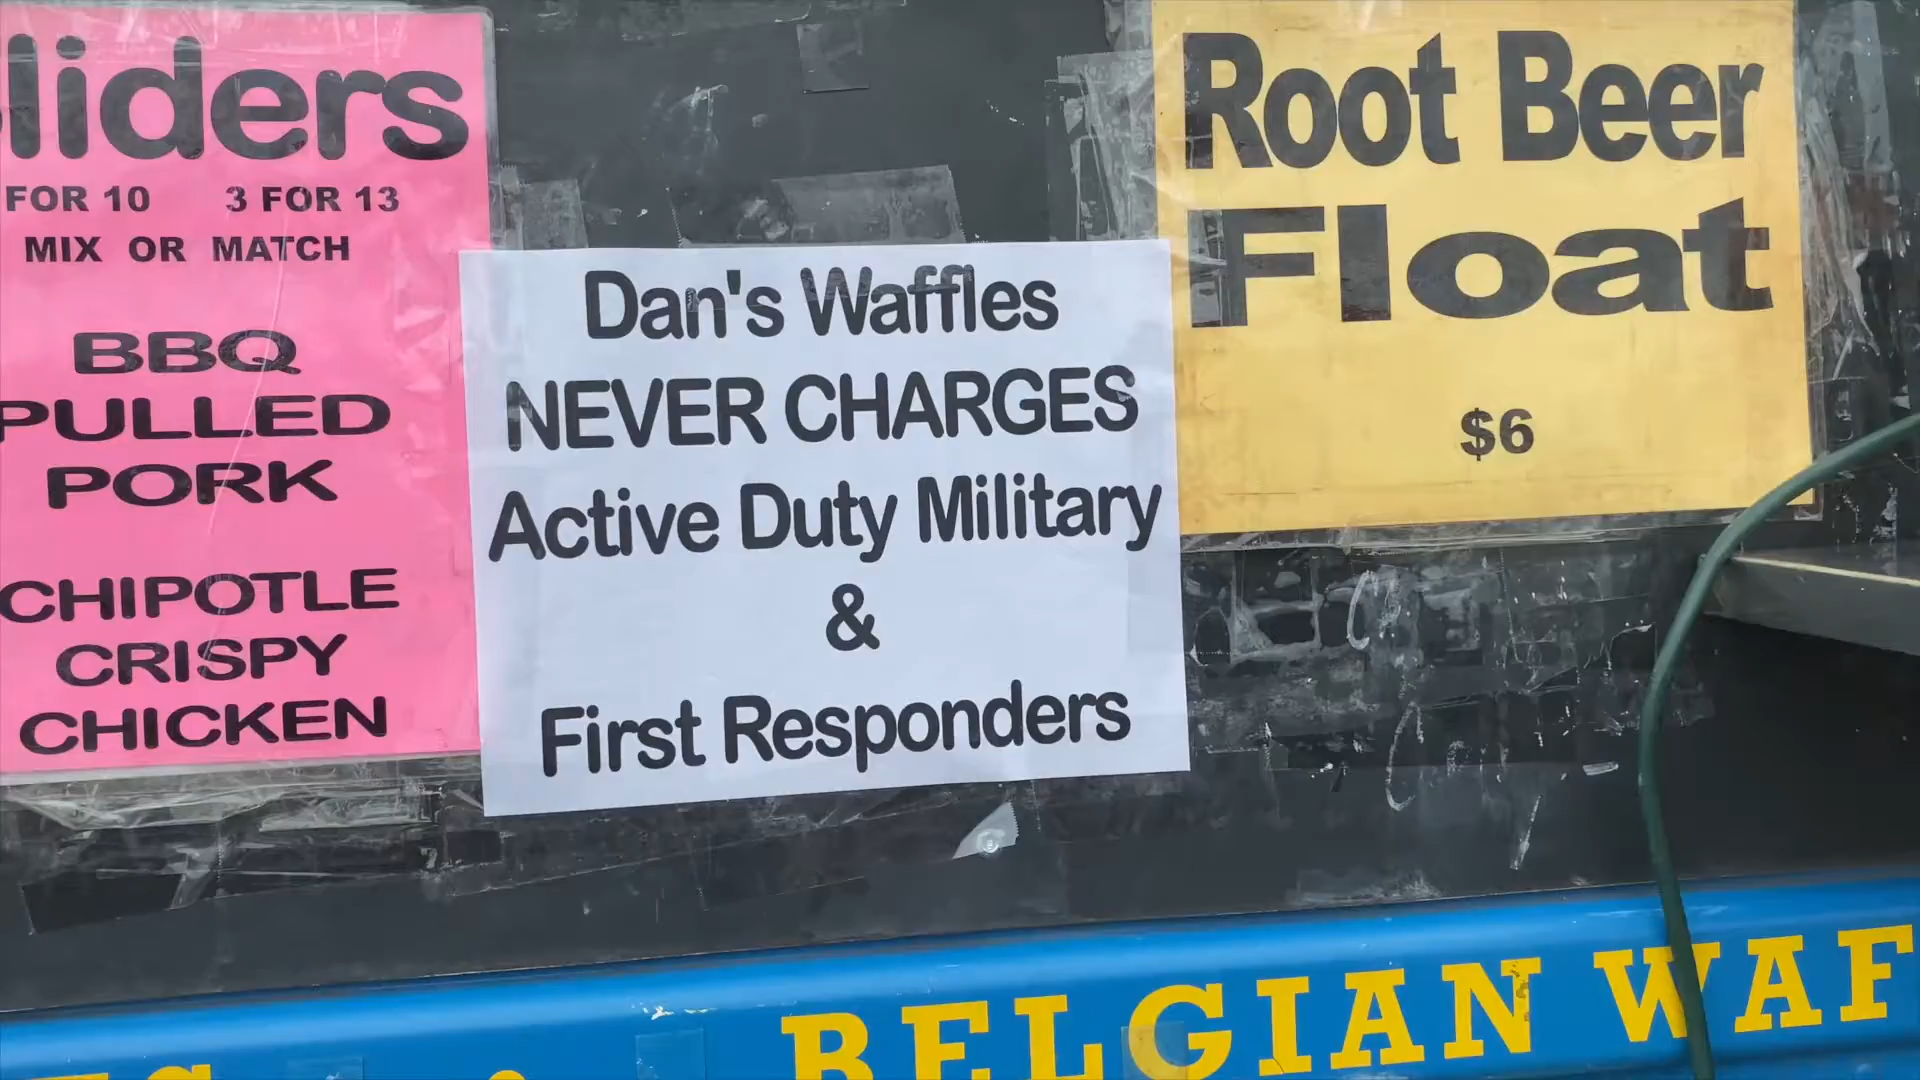 liders
FOR 10 3 FOR 13
MIX OR MATCH
BBQ
PULLED
PORK
CHIPOTLE
CRISPY
CHICKEN
Dan's Waffles
NEVER CHARGES
Active Duty Military
&
First Responders
Root Beer
Float
$6
BELGIAN WAF